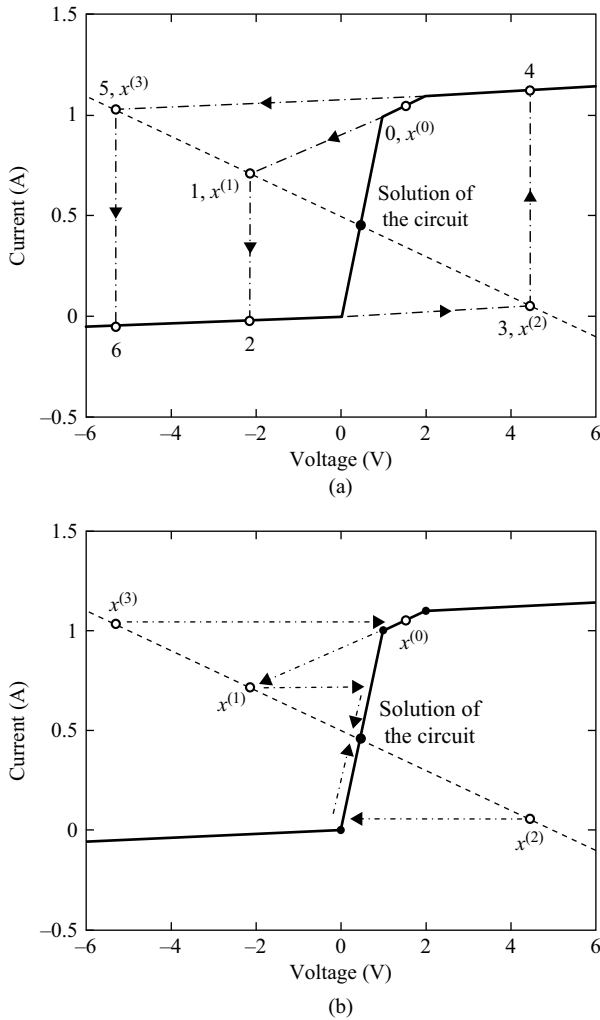 1.5
5, x(3)
4
1
0, x(0)
1, x(1)
Solution of
the circuit
Current (A)
0.5
0
6
2
3, x(2)
–0.5
–6
–4
–2
0
2
4
6
Voltage (V)
(a)
1.5
x(3)
1
x(0)
x(1)
Solution of
the circuit
Current (A)
0.5
0
x(2)
–0.5
–6
–4
–2
0
2
4
6
Voltage (V)
(b)